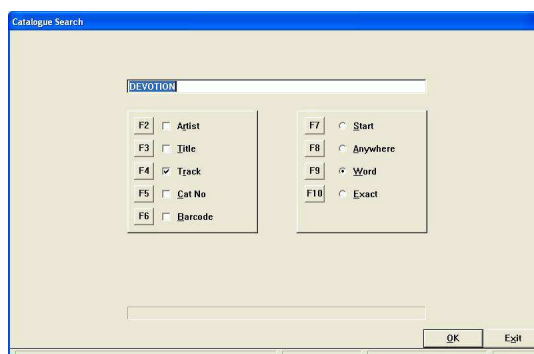 Catalogue Search
DEVOTION
F2 Artist
F3 Title
F4 Track
F5 Cat No
F6 Barcode
F7 Start
F8 Anywhere
F9 Word
F10 Exact
OK Exit